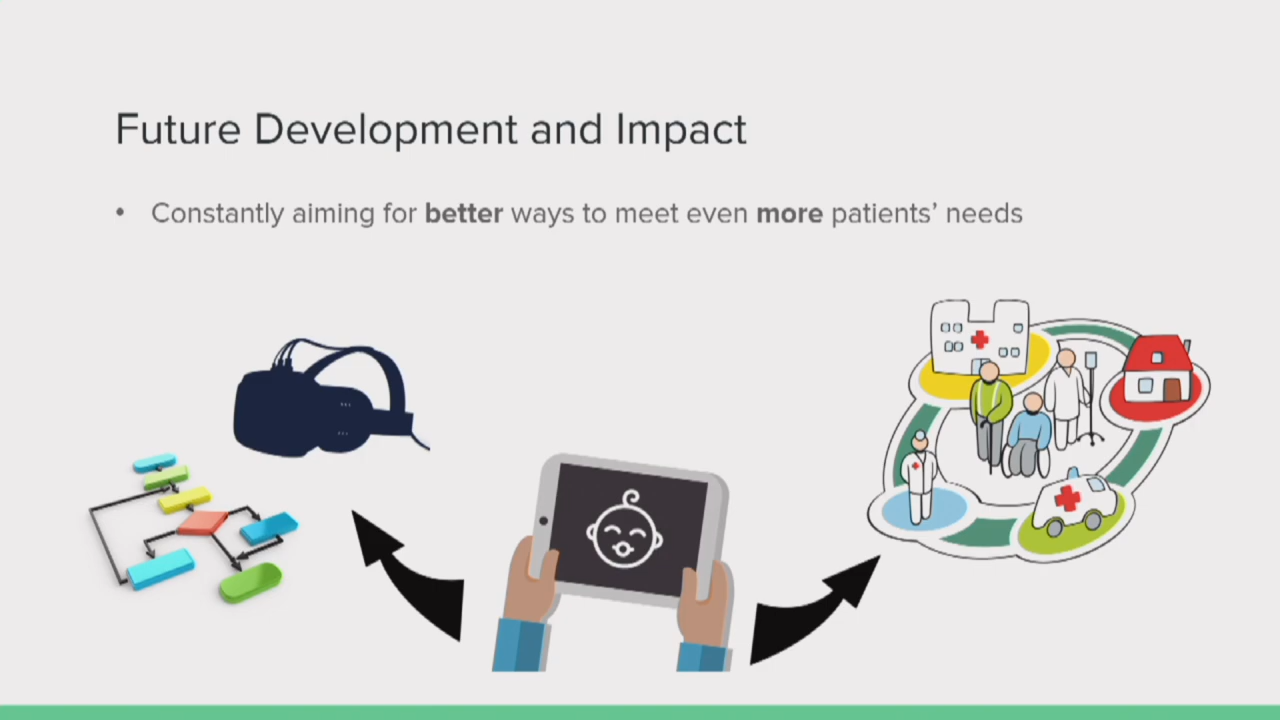 Future Development and Impact
• Constantly aiming for better ways to meet even more patients’ needs